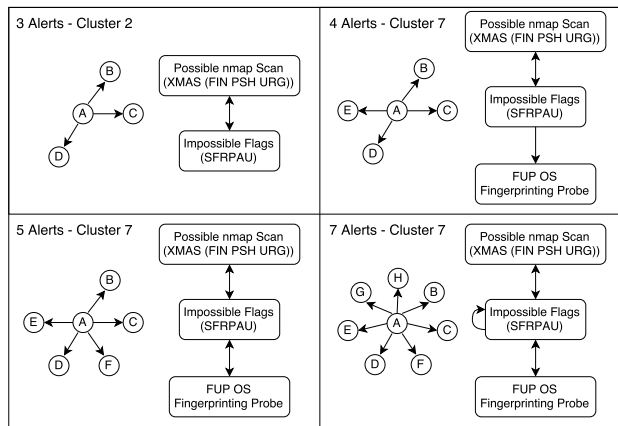 3 Alerts - Cluster 2
B
A
C
D
Possible nmap Scan
(XMAS (FIN PSH URG))
Impossible Flags
(SFRPAU)
4 Alerts - Cluster 7
B
E
A
C
D
Possible nmap Scan
(XMAS (FIN PSH URG))
Impossible Flags
(SFRPAU)
FUP OS
Fingerprinting Probe
5 Alerts - Cluster 7
B
E
A
C
D
F
Possible nmap Scan
(XMAS (FIN PSH URG))
Impossible Flags
(SFRPAU)
FUP OS
Fingerprinting Probe
7 Alerts - Cluster 7
H
G
B
E
A
C
D
F
Possible nmap Scan
(XMAS (FIN PSH URG))
Impossible Flags
(SFRPAU)
FUP OS
Fingerprinting Probe